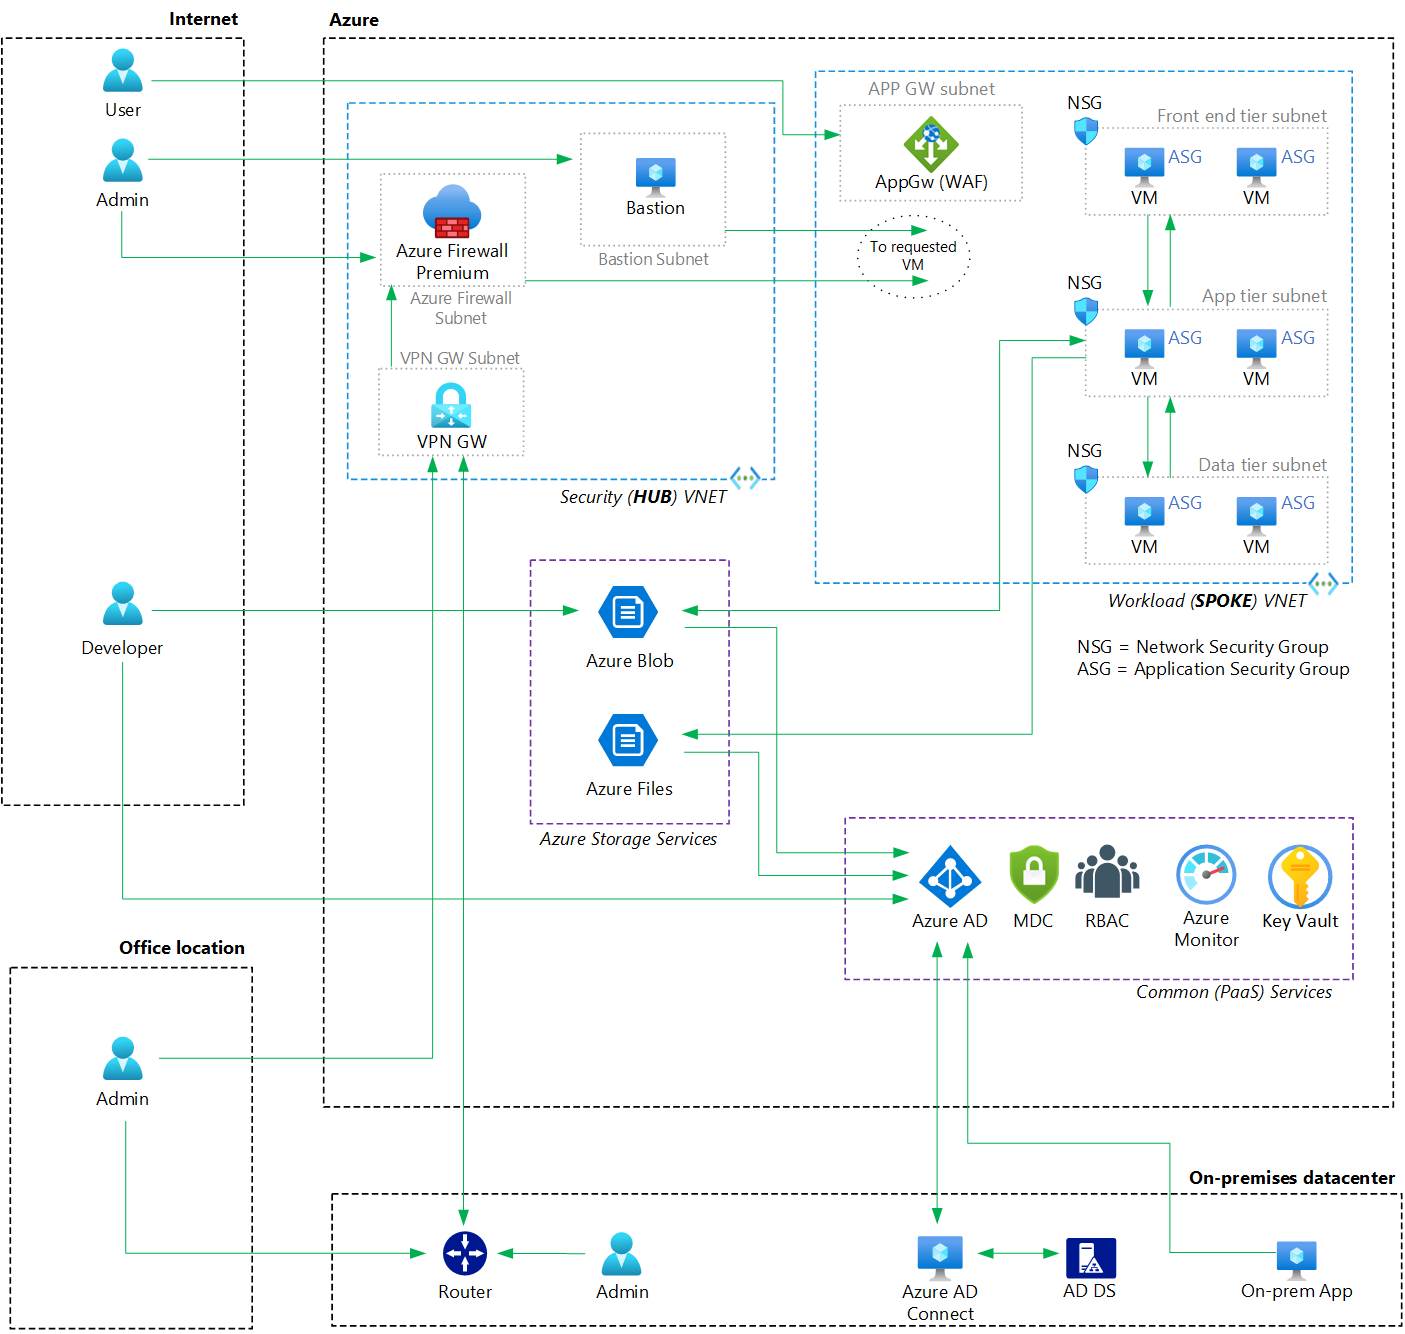 Internet
Azure
User
Admin
APP GW subnet
AppGw (WAF)
NSG
Front end tier subnet
ASG
ASG
VM
VM
Bastion
Bastion Subnet
Azure Firewall
Premium
Azure Firewall
Subnet
To requested
VM
NSG
App tier subnet
ASG
ASG
VM
VM
VPN GW Subnet
VPN GW
NSG
Data tier subnet
ASG
ASG
VM
VM
Security (HUB) VNET
Workload (SPOKE) VNET
NSG = Network Security Group
ASG = Application Security Group
Developer
Azure Blob
Azure Files
Azure Storage Services
Azure AD
MDC
RBAC
Azure
Monitor
Key Vault
Common (PaaS) Services
Office location
Admin
On-premises datacenter
Router
Admin
Azure AD
Connect
AD DS
On-prem App